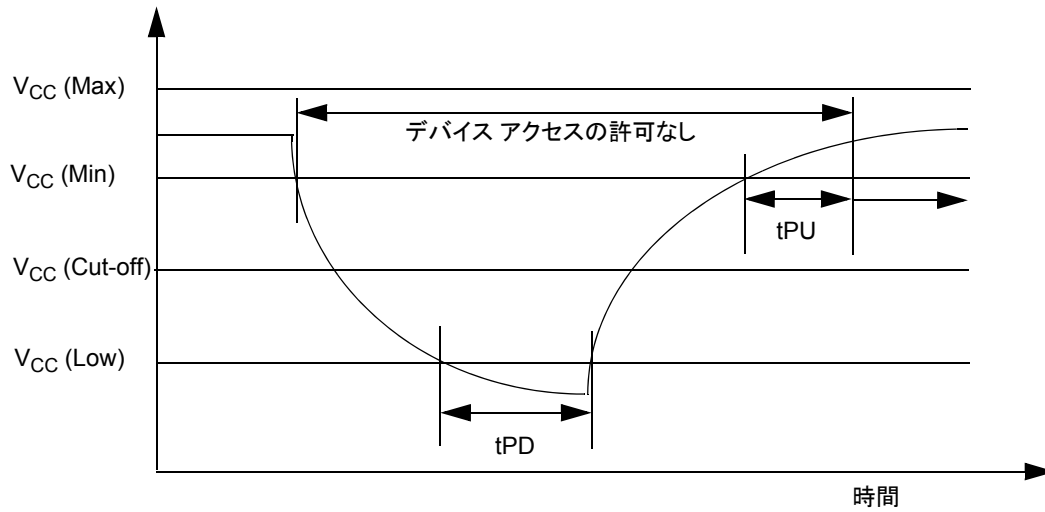 V_CC (Max)
デバイス アクセスの許可なし
V_CC (Min)
tPU
V_CC (Cut-off)
V_CC (Low)
tPD
時間